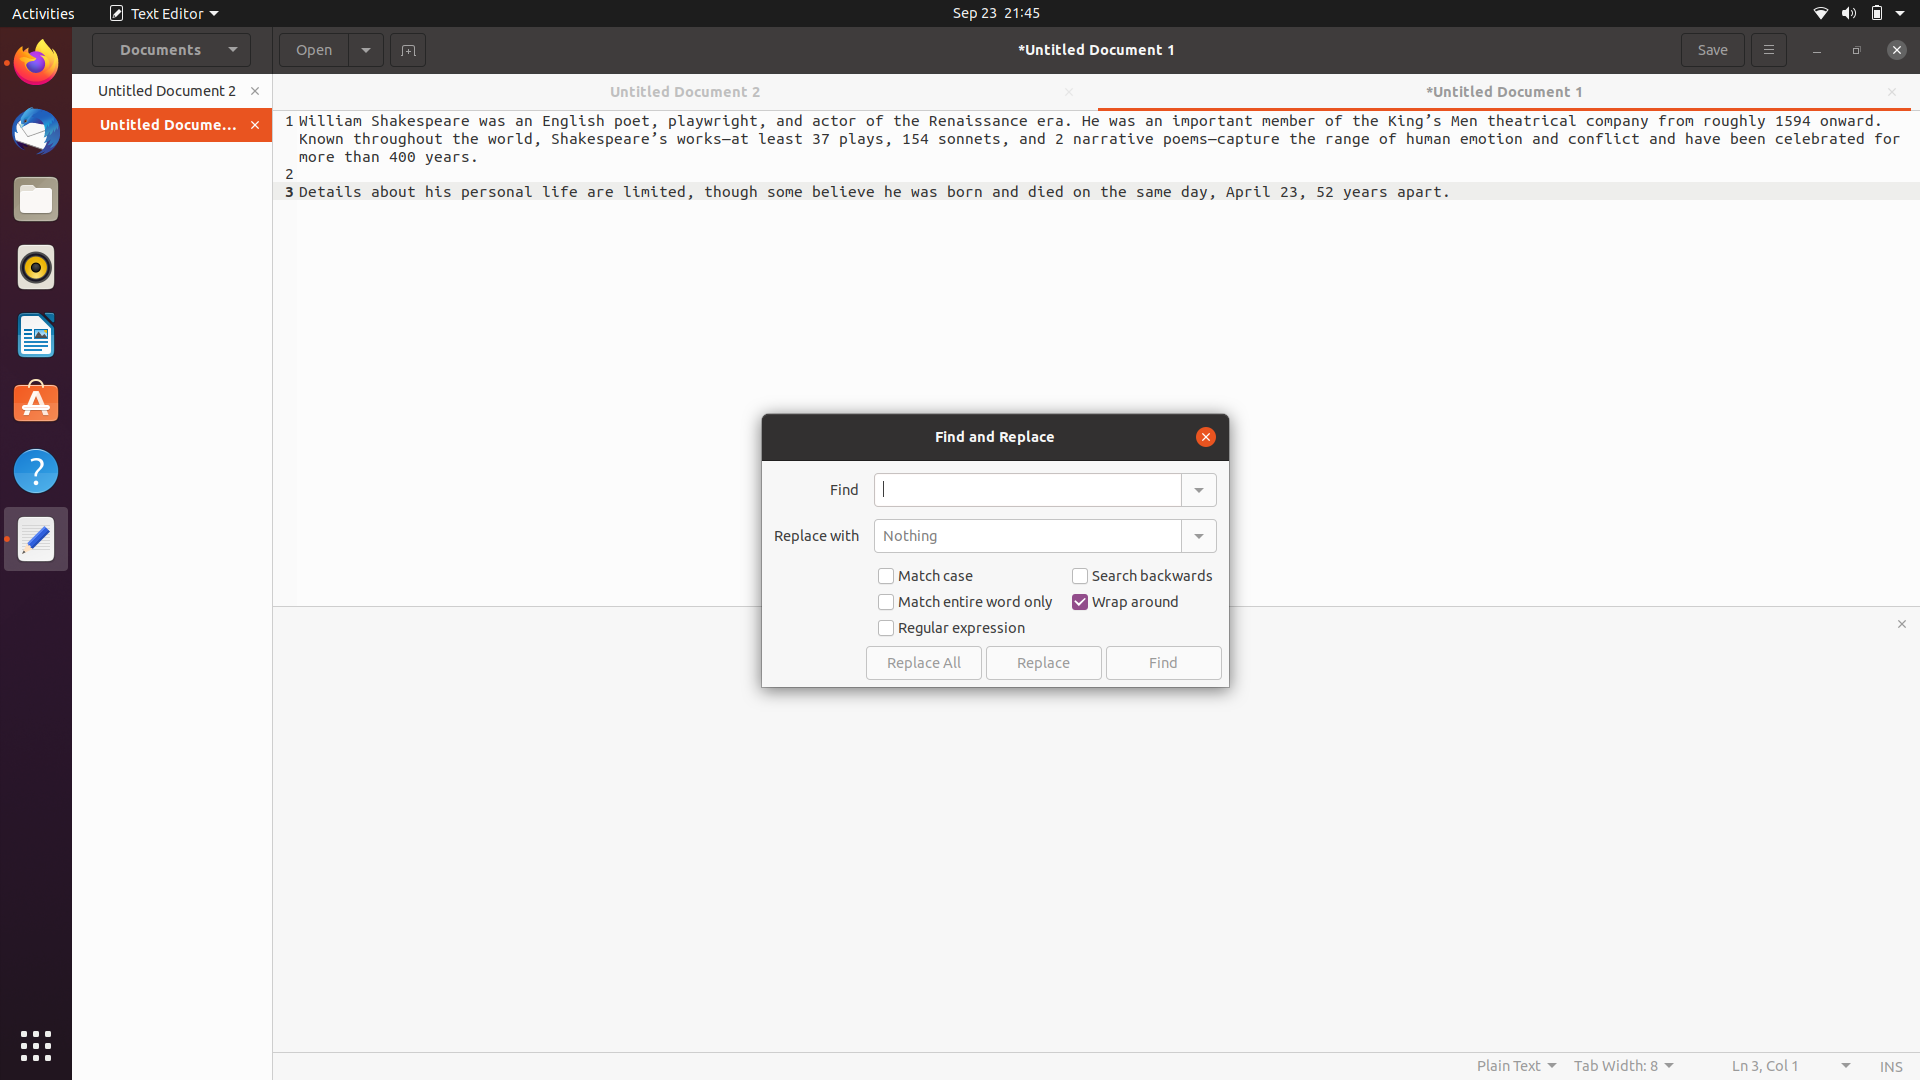 Activities
Text Editor
Sep 23 21:45
Documents
Open
*Untitled Document 1
Save
Untitled Document 2
Untitled Docume...
Untitled Document 2
*Untitled Document 1
1 William Shakespeare was an English poet, playwright, and actor of the Renaissance era. He was an important member of the King’s Men theatrical company from roughly 1594 onward.
Known throughout the world, Shakespeare’s works—at least 37 plays, 154 sonnets, and 2 narrative poems—capture the range of human emotion and conflict and have been celebrated for
more than 400 years.
2
3 Details about his personal life are limited, though some believe he was born and died on the same day, April 23, 52 years apart.
Find and Replace
Find
Replace with Nothing
Match case Search backwards
Match entire word only Wrap around
Regular expression
Replace All Replace Find
Plain Text Tab Width: 8 Ln 3, Col 1 INS